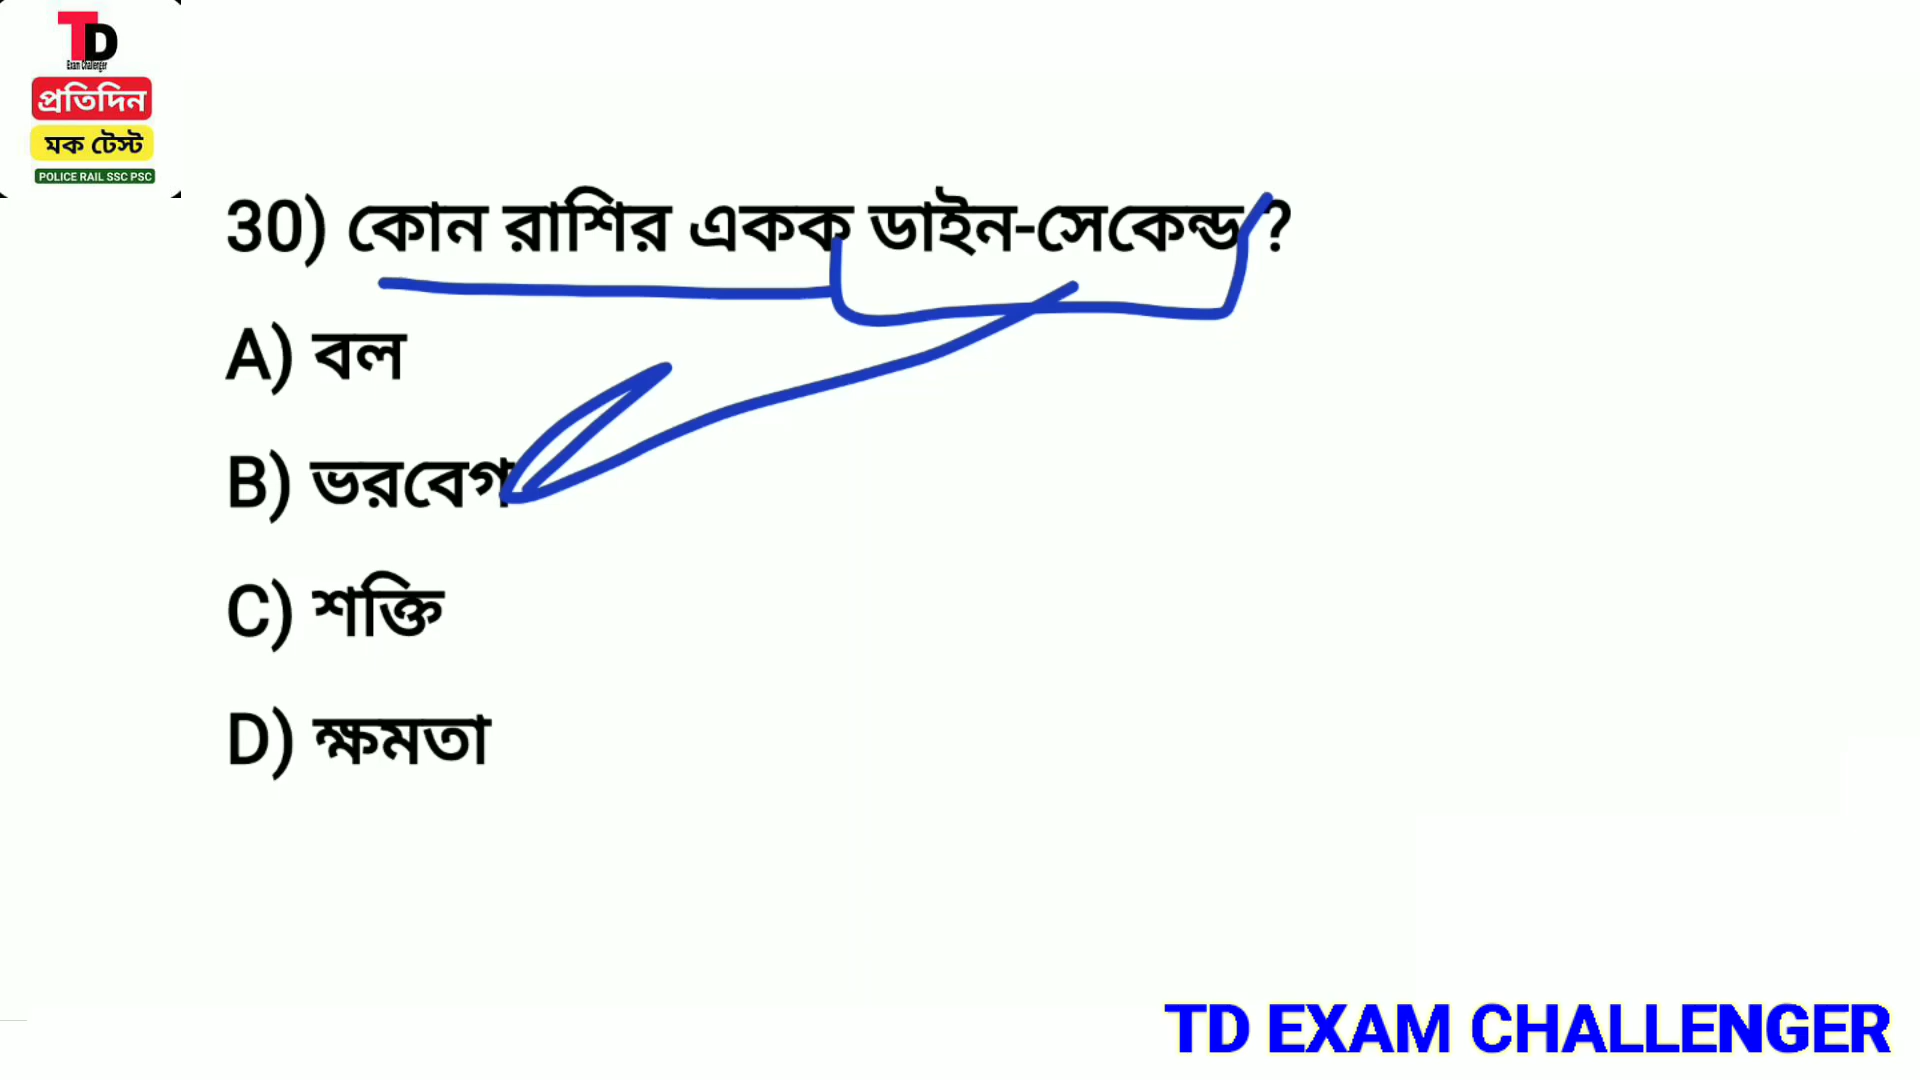 TD
Exam Challenger
প্রতিদিন
মক টেস্ট
POLICE RAIL SSC PSC
30) কোন রাশির একক ডাইন-সেকেন্ড ?
A) বল
B) ভরবেগ
C) শক্তি
D) ক্ষমতা
TD EXAM CHALLENGER